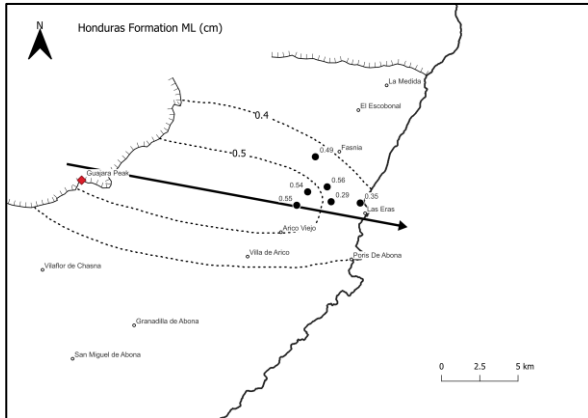 N
Honduras Formation ML (cm)
La Medida
El Escobonal
0.4
0.49
Fasnia
0.5
Guajara Peak
0.54
0.56
0.29
0.35
0.55
Las Eras
Arico Viejo
Villa de Arico
Poris De Abona
Vilaflor de Chasna
Granadilla de Abona
San Miguel de Abona
0 2.5 5 km